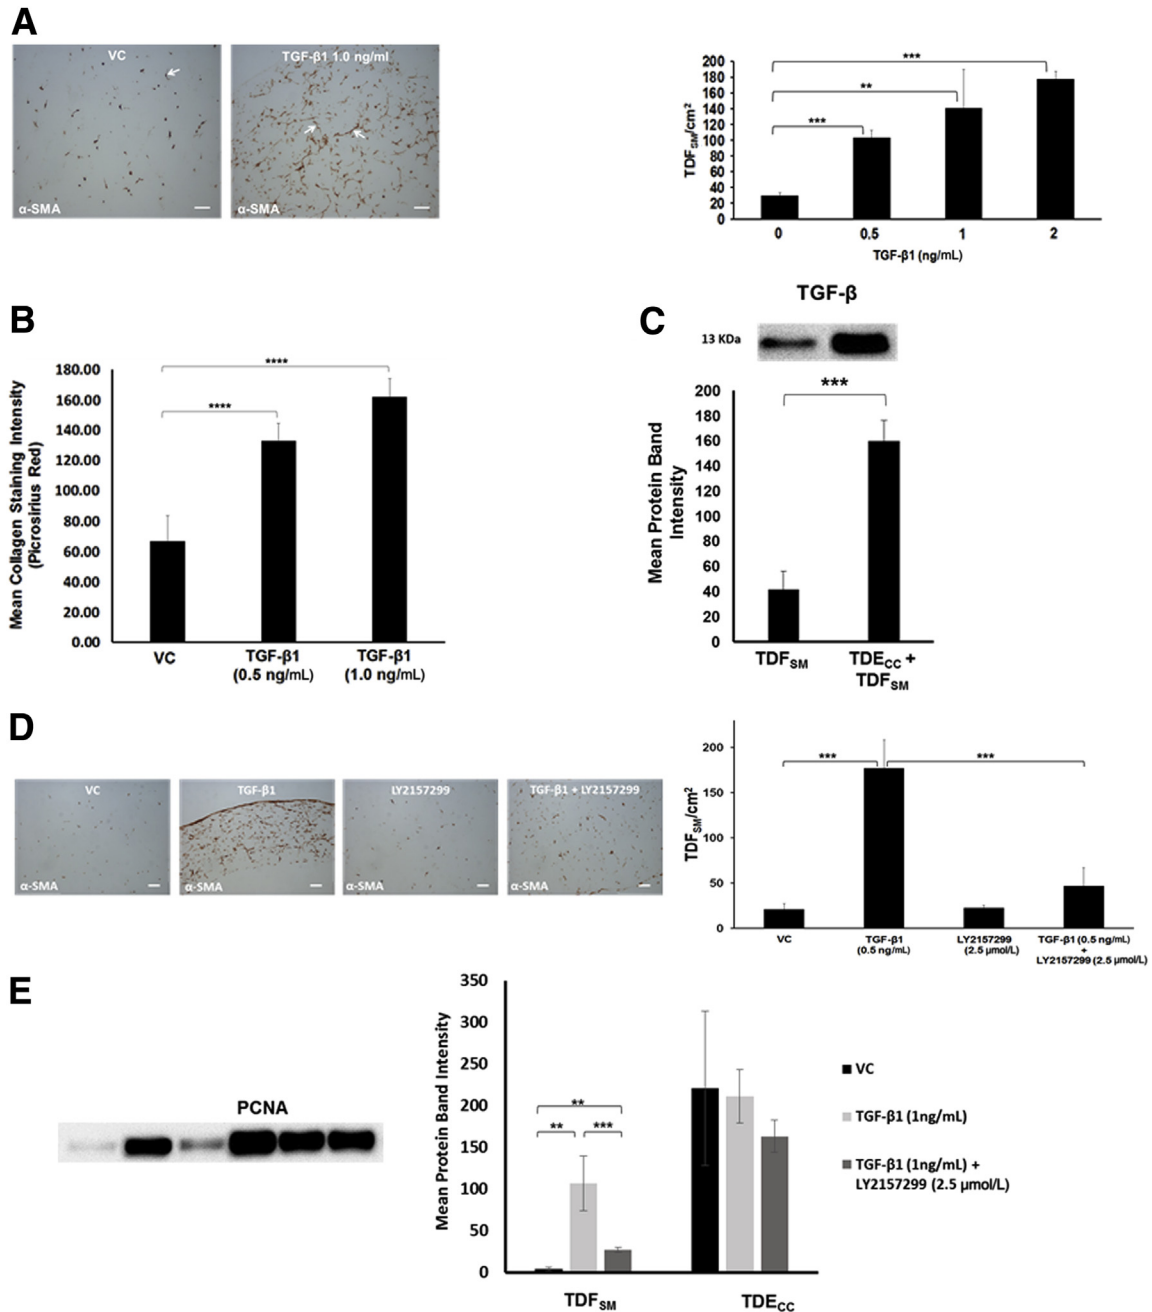 A
VC
α-SMA
TGF-β1 1.0 ng/ml
α-SMA
TDFSM/cm2
200
180
160
140
120
100
80
60
40
20
0
***
**
***
0 0.5 1 2
TGF-β1 (ng/mL)
B
Mean Collagen Staining Intensity
(Picrosirius Red)
180.00
160.00
140.00
120.00
100.00
80.00
60.00
40.00
20.00
0.00
****
****
VC
TGF-β1
(0.5 ng/mL)
TGF-β1
(1.0 ng/mL)
C
TGF-β
13 KDa
Mean Protein Band
Intensity
200
180
160
140
120
100
80
60
40
20
0
***
TDFSM
TDECC +
TDFSM
D
VC
α-SMA
TGF-β1
α-SMA
LY2157299
α-SMA
TGF-β1 + LY2157299
α-SMA
TDFSM/cm2
200
150
100
50
0
***
***
VC
TGF-β1
(0.5 ng/mL)
LY2157299
(2.5 µmol/L)
TGF-β1 (0.5 ng/mL)
+
LY2157299 (2.5 µmol/L)
E
PCNA
Mean Protein Band Intensity
350
300
250
200
150
100
50
0
**
**
***
TDFSM
TDECC
VC
TGF-β1 (1ng/mL)
TGF-β1 (1ng/mL) +
LY2157299 (2.5 µmol/L)